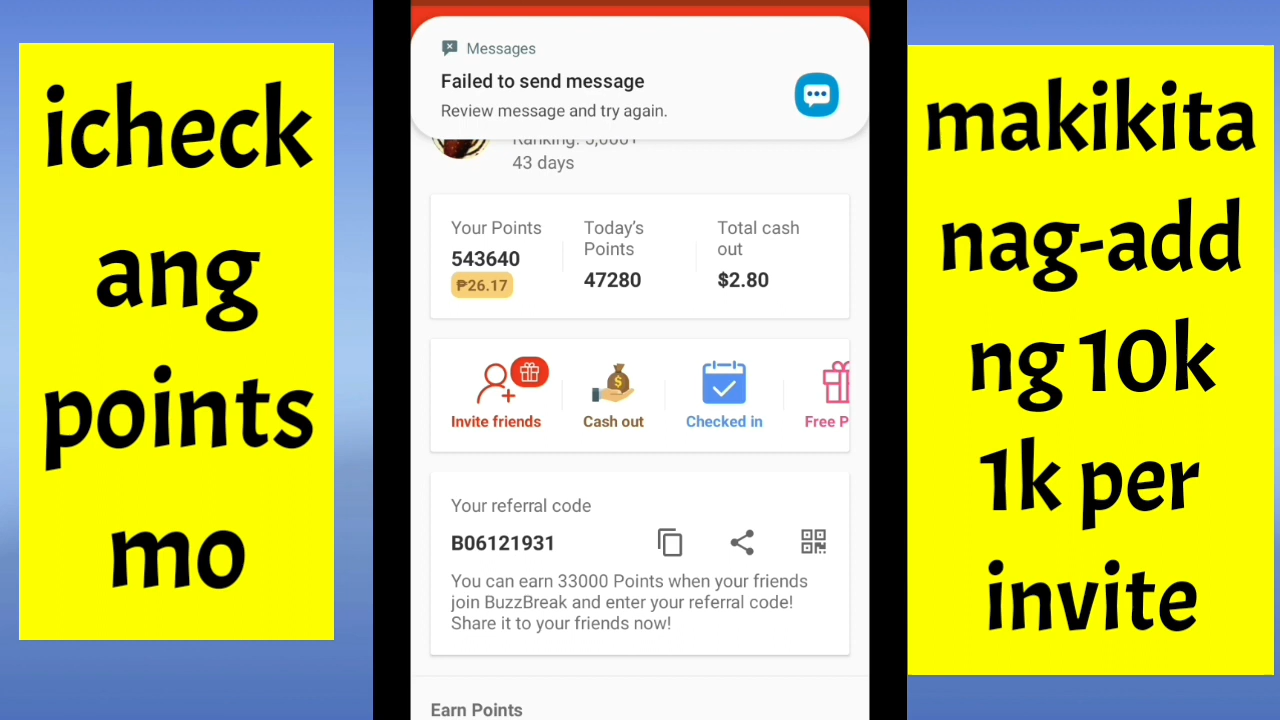 icheck
ang
points
mo
Messages
Failed to send message
Review message and try again.
43 days
Your Points
543640
₱26.17
Today's
Points
47280
Total cash
out
$2.80
Invite friends
Cash out
Checked in
Free P
Your referral code
B06121931
You can earn 33000 Points when your friends
join BuzzBreak and enter your referral code!
Share it to your friends now!
Earn Points
makikita
nag-add
ng 10k
1k per
invite